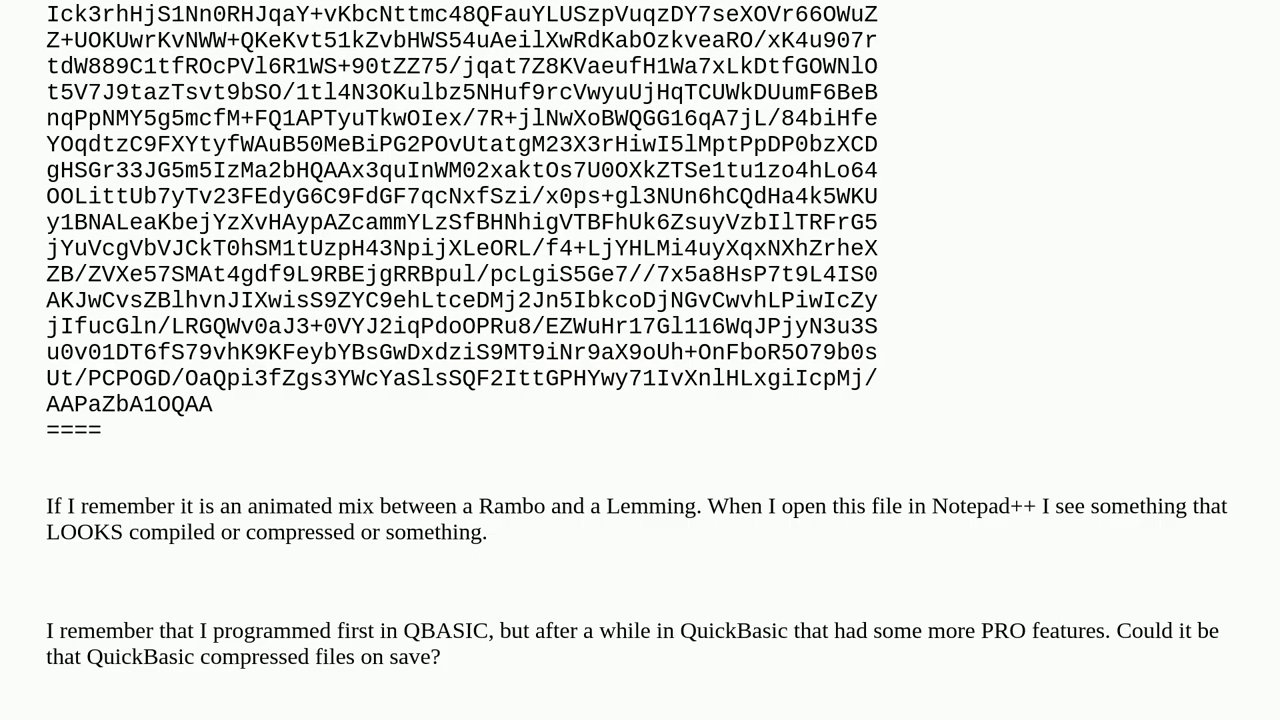 Ick3rhHjS1Nn0RHJqaY+vKbcNttmc48QFauYLUSzpVuqzDY7seXOVr66OWuZ
Z+UOKUwrKvNWW+QKeKvt51kZvbHWS54uAeilXwRdKabOzkveaRO/xK4u907r
tdW889C1tfROcPVl6R1WS+90tZZ75/jqat7Z8KVaeufH1Wa7xLkDtfGOWNlO
t5V7J9tazTsvt9bSO/1tl4N3OKulbz5NHuf9rcVwyuUjHqTCUWkDUumF6BeB
nqPpNMY5g5mcfM+FQ1APTyuTkwOIex/7R+jlNwXoBWQGG16qA7jL/84biHfe
YOqdtzC9FXYtyfWAuB50MeBiPG2POvUtatgM23X3rHiwI5lMptPpDP0bzXCD
gHSGr33JG5m5IzMa2bHQAAx3quInWM02xaktOs7U0OXkZTSe1tu1zo4hLo64
OOLittUb7yTv23FEdyG6C9FdGF7qcNxfSzi/x0ps+gl3NUn6hCQdHa4k5WKU
y1BNALeaKbejYzXvHAypAZcammYLzSfBHNhigVTBFhUk6ZsuyVzbIlTRFrG5
jYuVcgVbVJCkT0hSM1tUzpH43NpijXLeORL/f4+LjYHLMi4uyXqxNXhZrheX
ZB/ZVXe57SMAt4gdf9L9RBEjgRRBpul/pcLgiS5Ge7//7x5a8HsP7t9L4IS0
AKJwCvsZBlhvnJIXwisS9ZYC9ehLtceDMj2Jn5IbkcoDjNGvCwvhLPiwIcZy
jIfucGln/LRGQWv0aJ3+0VYJ2iqPdoOPRu8/EZWuHr17Gl116WqJPjyN3u3S
u0v01DT6fS79vhK9KFeybYBsGwDxdziS9MT9iNr9aX9oUh+OnFboR5O79b0s
Ut/PCPOGD/OaQpi3fZgs3YWcYaSlsSQF2IttGPHYwy71IvXnlHLxgiIcpMj/
AAPaZbA1OQAA
====
If I remember it is an animated mix between a Rambo and a Lemming. When I open this file in Notepad++ I see something that
LOOKS compiled or compressed or something.
I remember that I programmed first in QBASIC, but after a while in QuickBasic that had some more PRO features. Could it be
that QuickBasic compressed files on save?